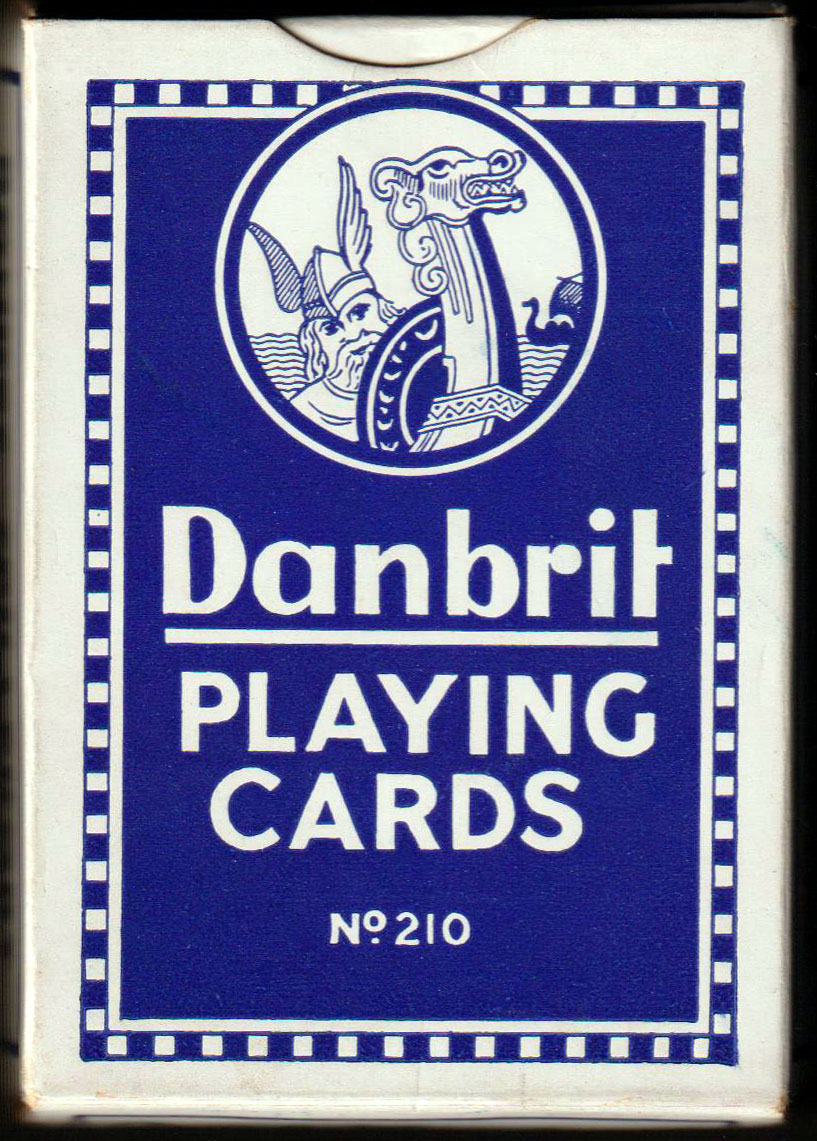 Danbrit
PLAYING
CARDS
Nº 210